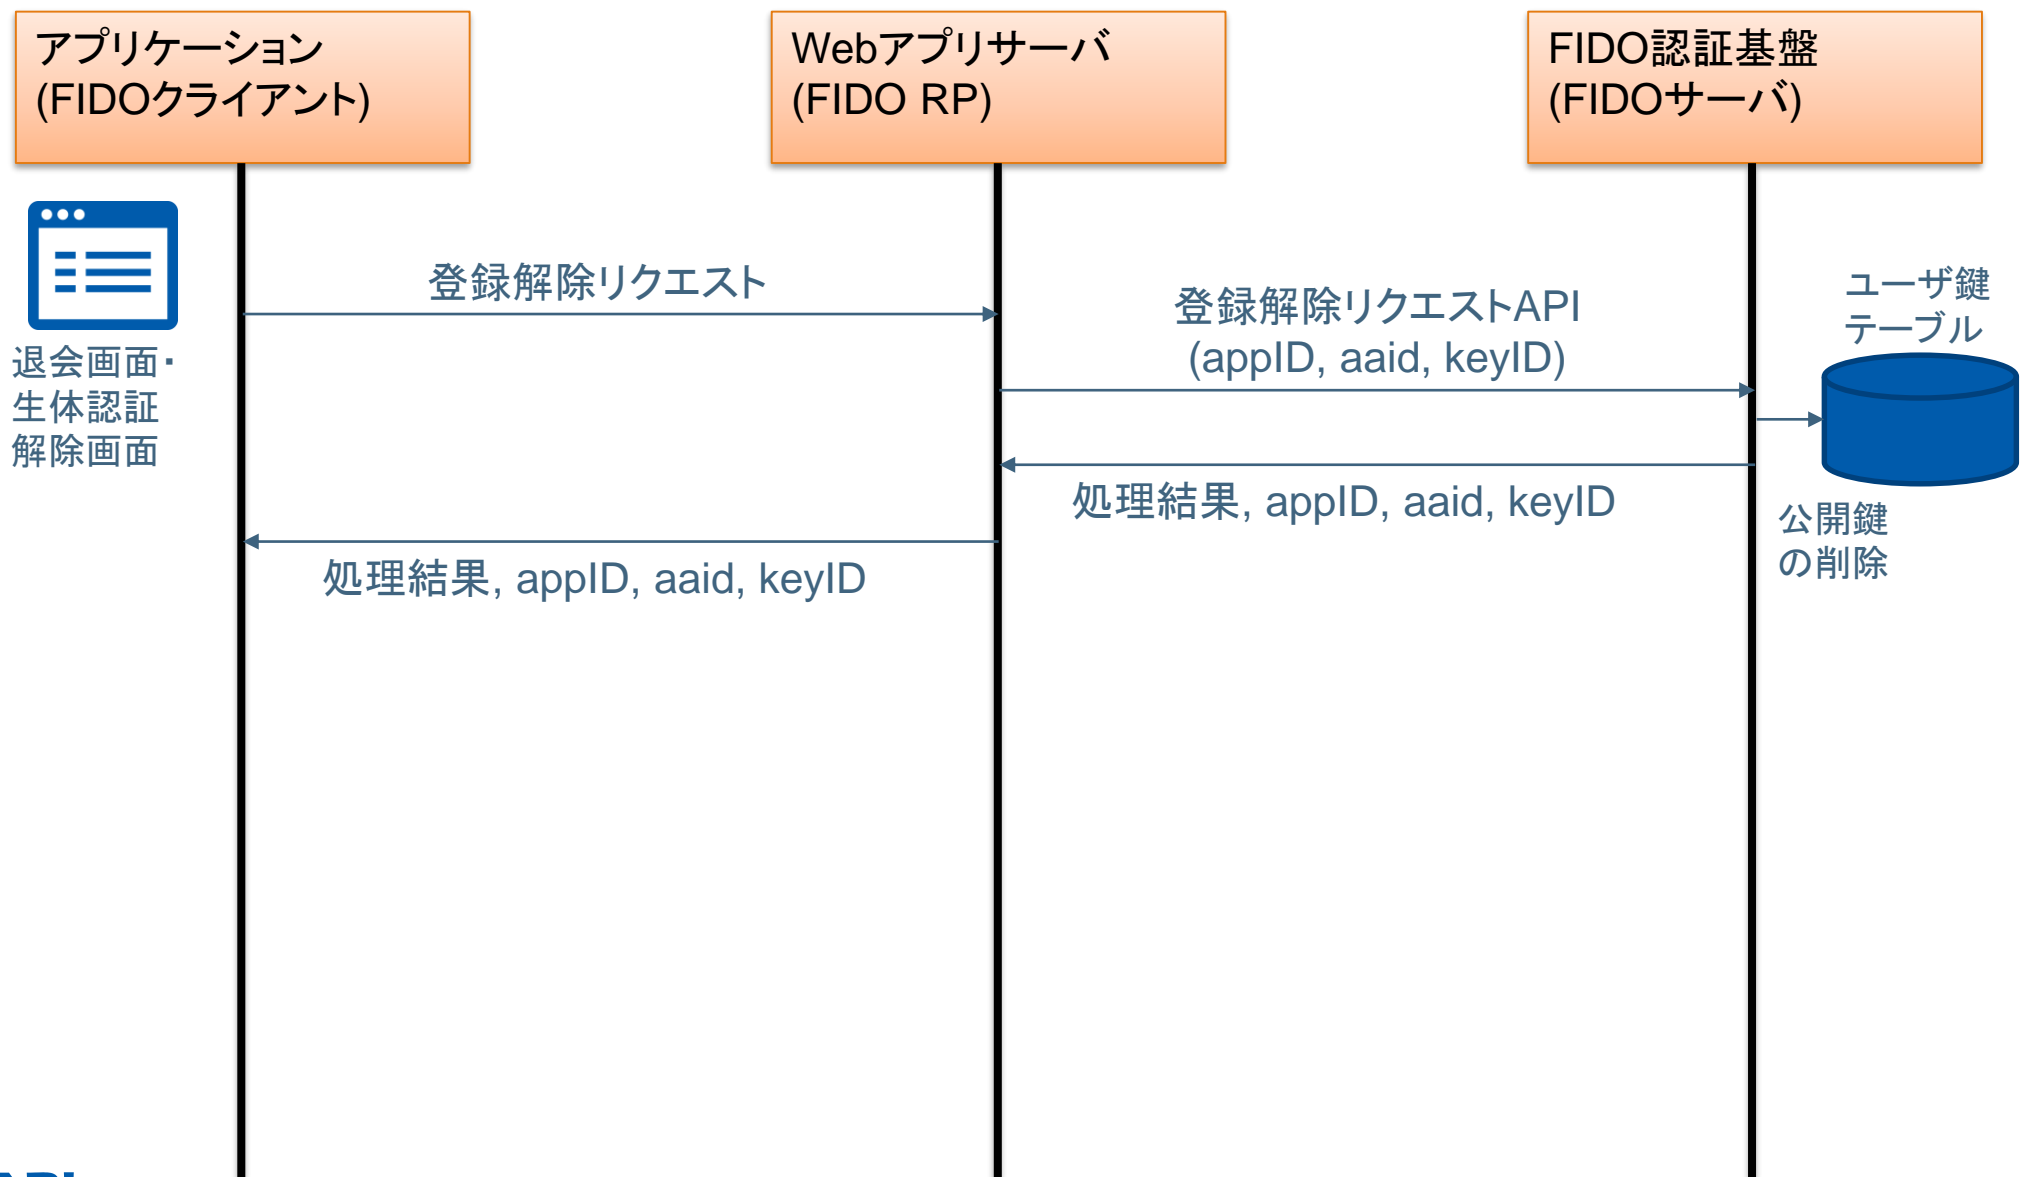 アプリケーション
(FIDOクライアント)
Webアプリサーバ
(FIDO RP)
FIDO認証基盤
(FIDOサーバ)
退会画面・
生体認証
解除画面
登録解除リクエスト
登録解除リクエストAPI
(appID, aaid, keyID)
ユーザ鍵
テーブル
処理結果, appID, aaid, keyID
公開鍵
の削除
処理結果, appID, aaid, keyID